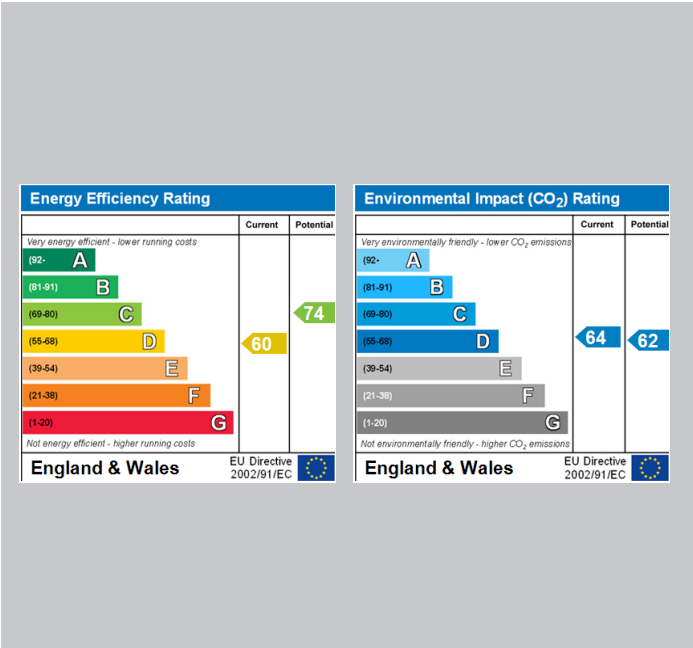 Energy Efficiency Rating
Current Potential
Very energy efficient - lower running costs
(92- A
(81-91) B
(69-80) C
74
(55-68) D
60
(39-54) E
(21-38) F
(1-20) G
Not energy efficient - higher running costs
England & Wales
EU Directive
2002/91/EC
Environmental Impact (CO2) Rating
Current Potential
Very environmentally friendly - lower CO2 emissions
(92- A
(81-91) B
(69-80) C
(55-68) D
64
62
(39-54) E
(21-38) F
(1-20) G
Not environmentally friendly - higher CO2 emissions
England & Wales
EU Directive
2002/91/EC